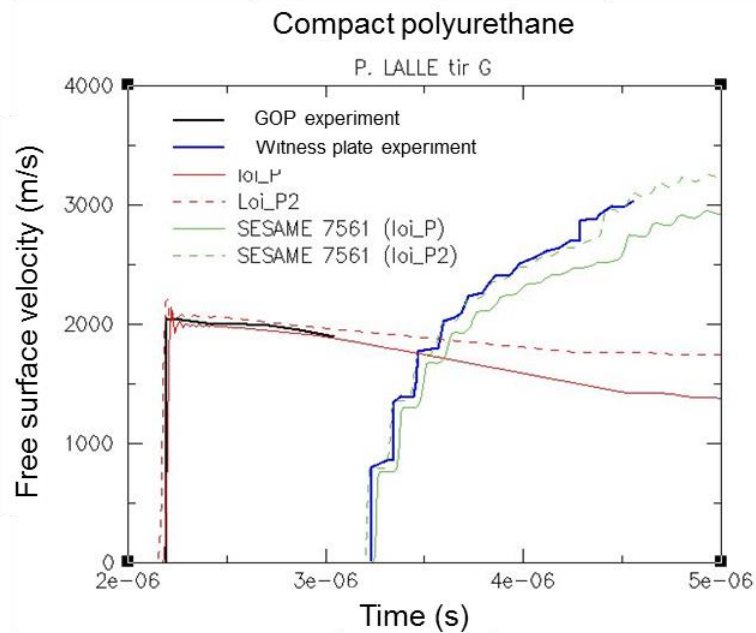 Compact polyurethane
P. LALLE tir G
Free surface velocity (m/s)
4000
3000
2000
1000
0
GOP experiment
Witness plate experiment
loi_P
Loi_P2
SESAME 7561 (loi_P)
SESAME 7561 (loi_P2)
2e-06
3e-06
4e-06
5e-06
Time (s)